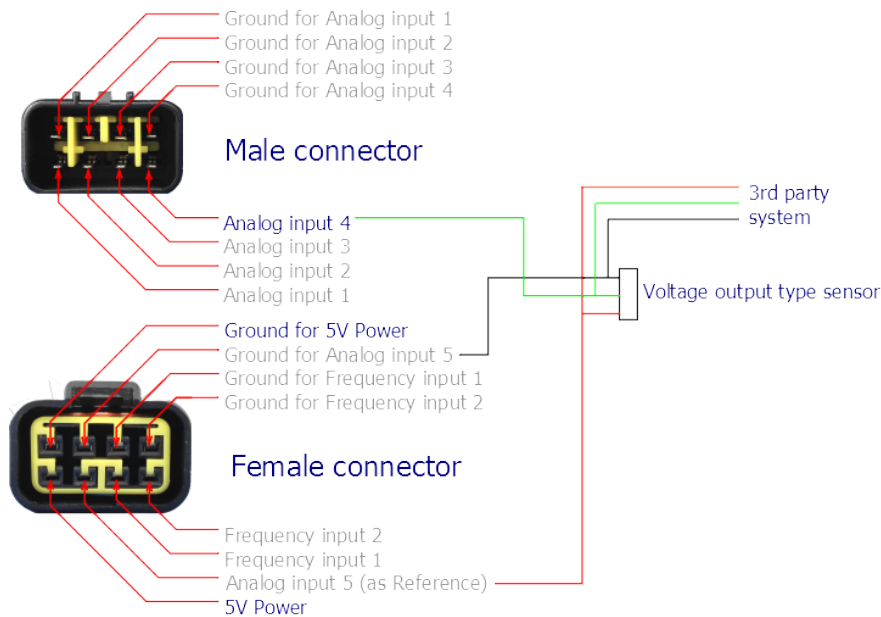 Ground for Analog input 1
Ground for Analog input 2
Ground for Analog input 3
Ground for Analog input 4
Male connector
3rd party
system
Analog input 4
Analog input 3
Analog input 2
Analog input 1
Voltage output type sensor
Ground for 5V Power
Ground for Analog input 5
Ground for Frequency input 1
Ground for Frequency input 2
Female connector
Frequency input 2
Frequency input 1
Analog input 5 (as Reference)
5V Power